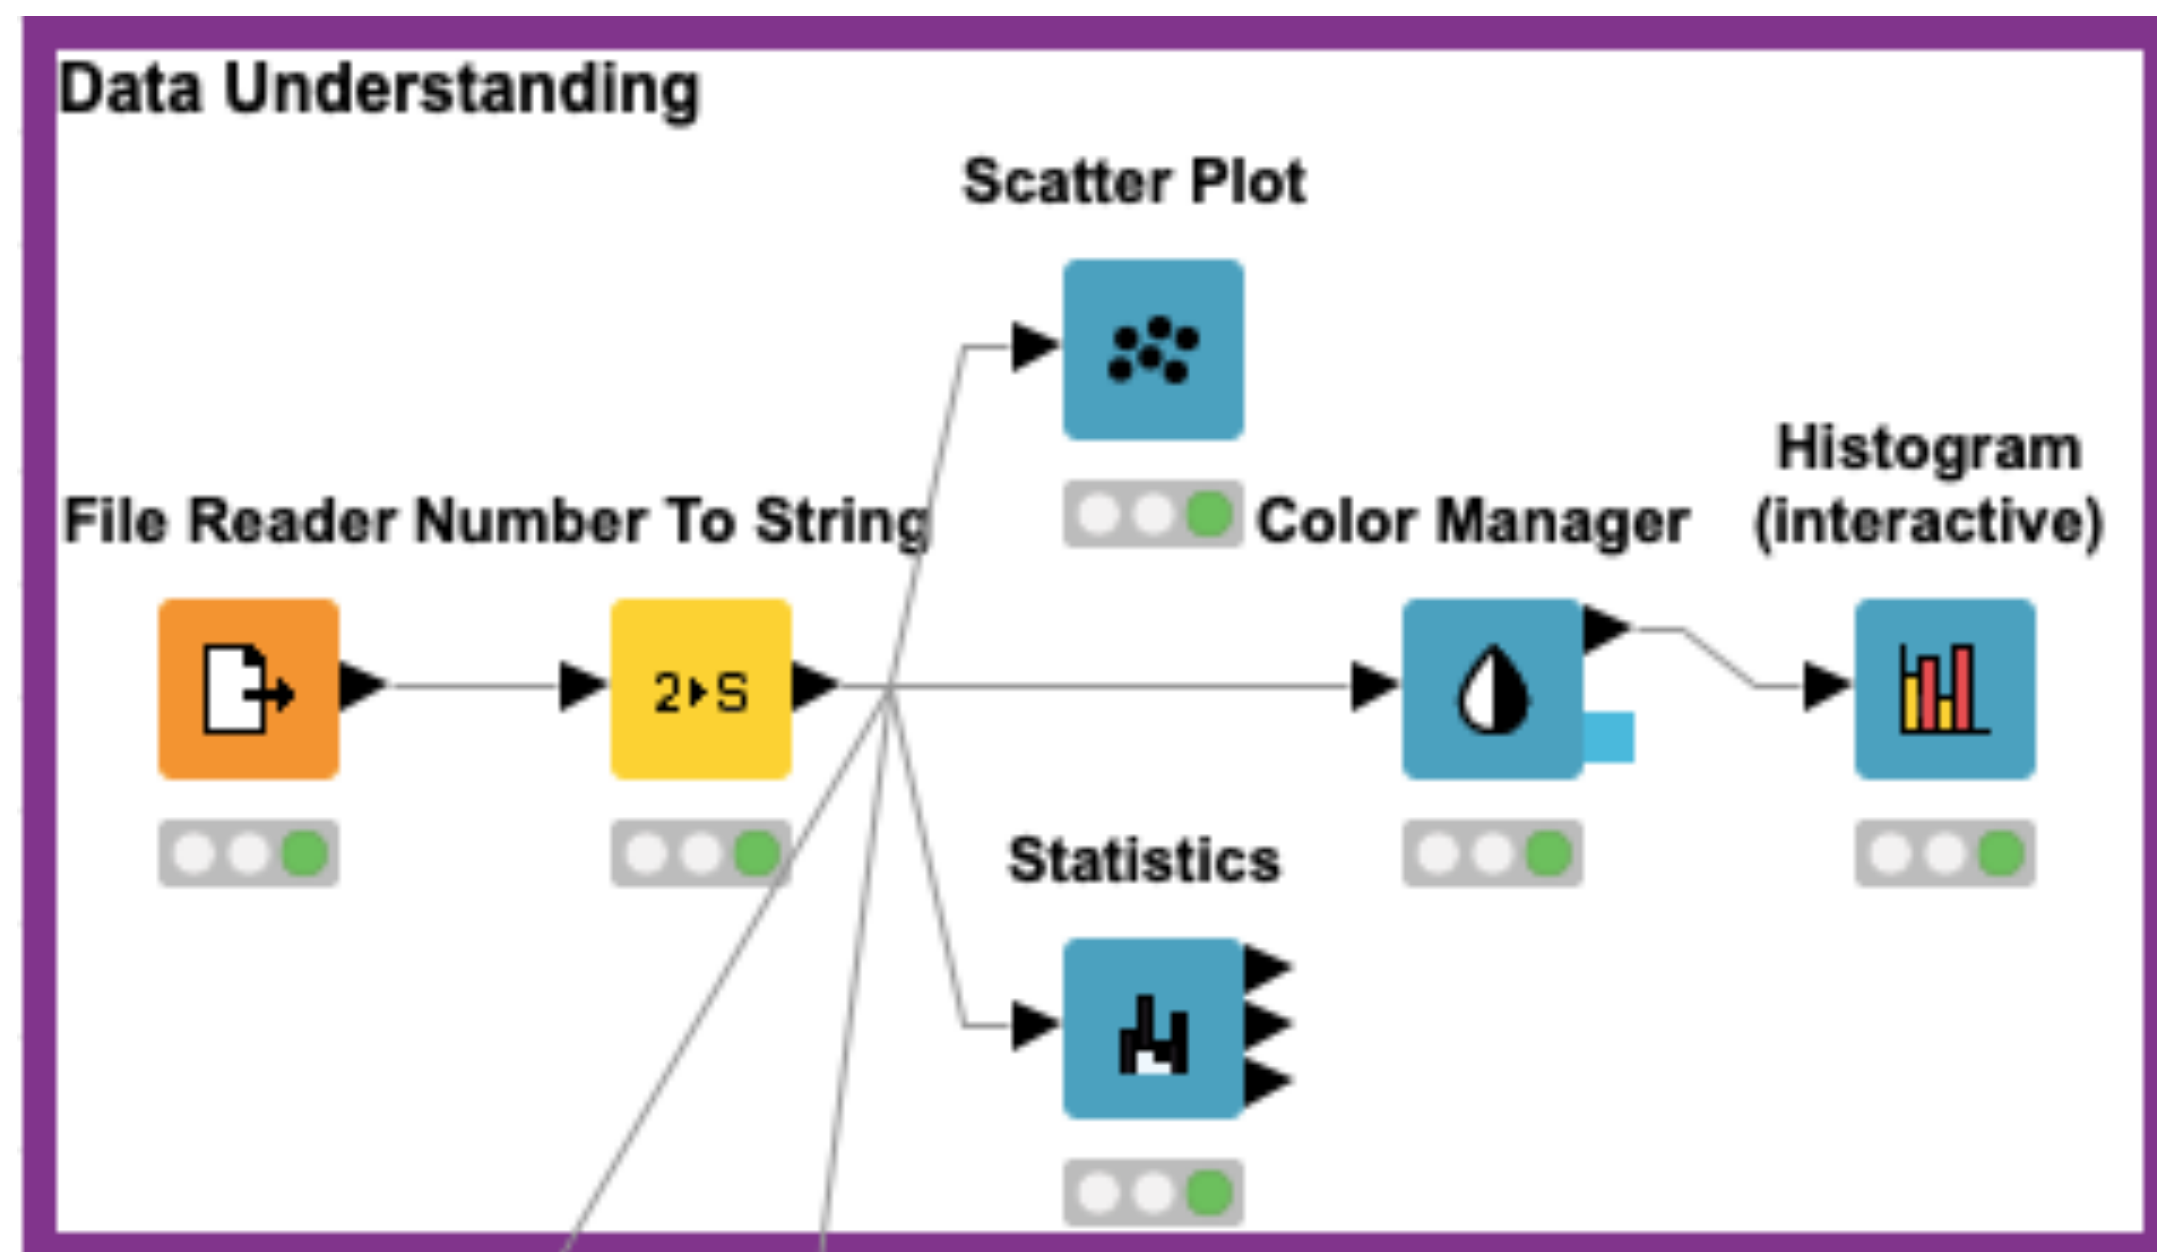 Data Understanding
Scatter Plot
Histogram
(interactive)
File Reader
Number To String
Color Manager
2▸S
Statistics